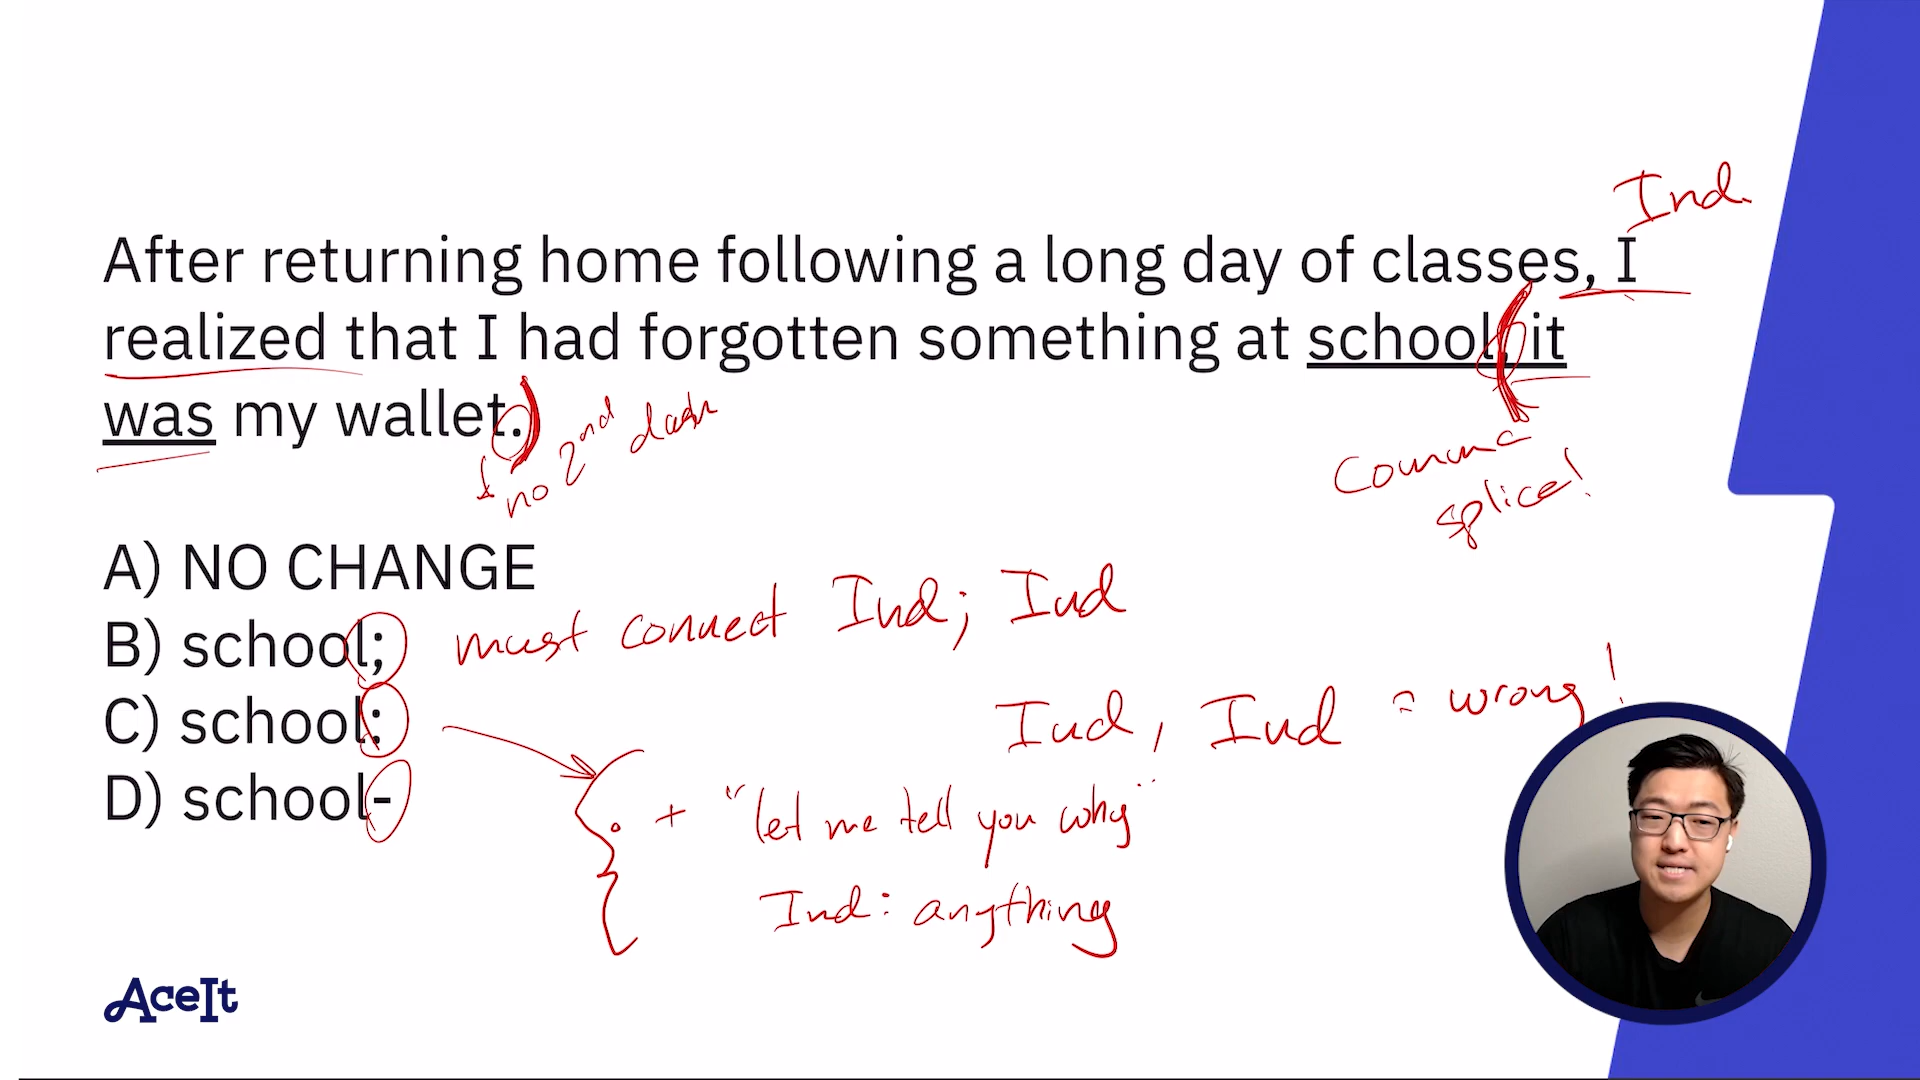 Ind.
After returning home following a long day of classes, I
realized that I had forgotten something at school, it
was my wallet.
no 2nd dash
Comma
splice!
A) NO CHANGE
B) school;
must connect Ind; Ind
C) school:
Ind, Ind = wrong!
D) school-
. + "let me tell you why"
Ind: anything
AceIt